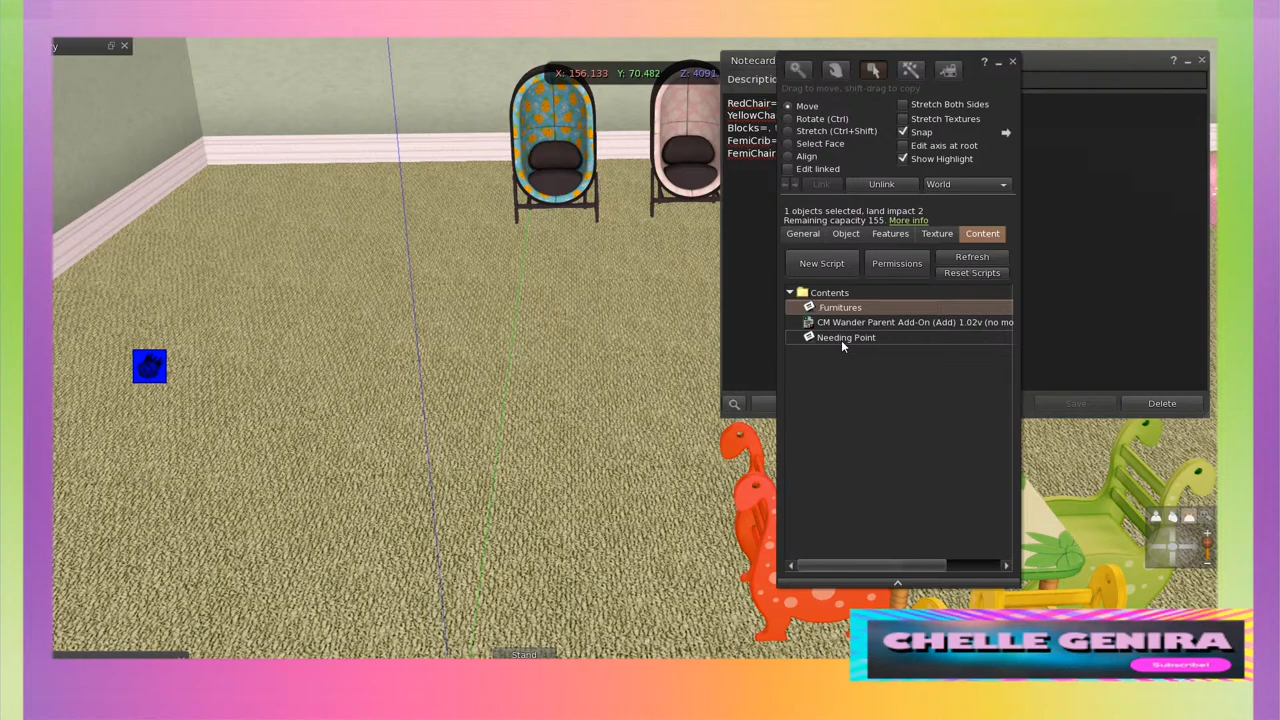 y
X: 156.133 Y: 70.482 Z: 4091.
Notecard
Descriptio
RedChair=
YellowCha
Blocks=,
FemiCrib=
FemiChair
Drag to move, shift-drag to copy
Move
Rotate (Ctrl)
Stretch (Ctrl+Shift)
Select Face
Align
Edit linked
Stretch Both Sides
Stretch Textures
Snap
Edit axis at root
Show Highlight
Link
Unlink
World
1 objects selected, land impact 2
Remaining capacity 155. More info
General
Object
Features
Texture
Content
New Script
Permissions
Refresh
Reset Scripts
Contents
.Furnitures
CM Wander Parent Add-On (Add) 1.02v (no mo
Needing Point
Save
Delete
Stand
CHELLE GENIRA
Subscribe!